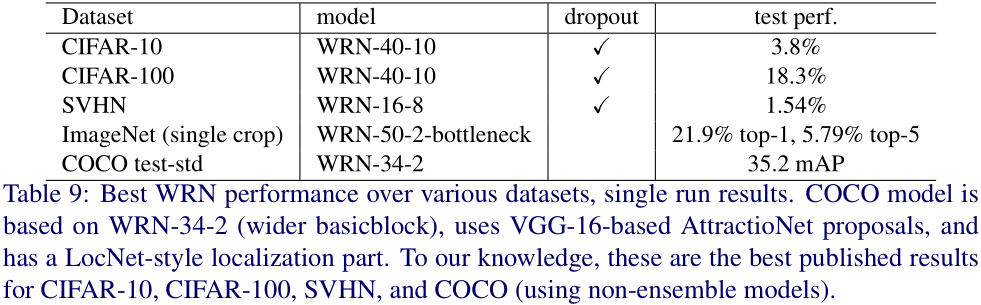 Dataset model dropout test perf.
CIFAR-10 WRN-40-10 ✓ 3.8%
CIFAR-100 WRN-40-10 ✓ 18.3%
SVHN WRN-16-8 ✓ 1.54%
ImageNet (single crop) WRN-50-2-bottleneck 21.9% top-1, 5.79% top-5
COCO test-std WRN-34-2 35.2 mAP
Table 9: Best WRN performance over various datasets, single run results. COCO model is
based on WRN-34-2 (wider basicblock), uses VGG-16-based AttractioNet proposals, and
has a LocNet-style localization part. To our knowledge, these are the best published results
for CIFAR-10, CIFAR-100, SVHN, and COCO (using non-ensemble models).